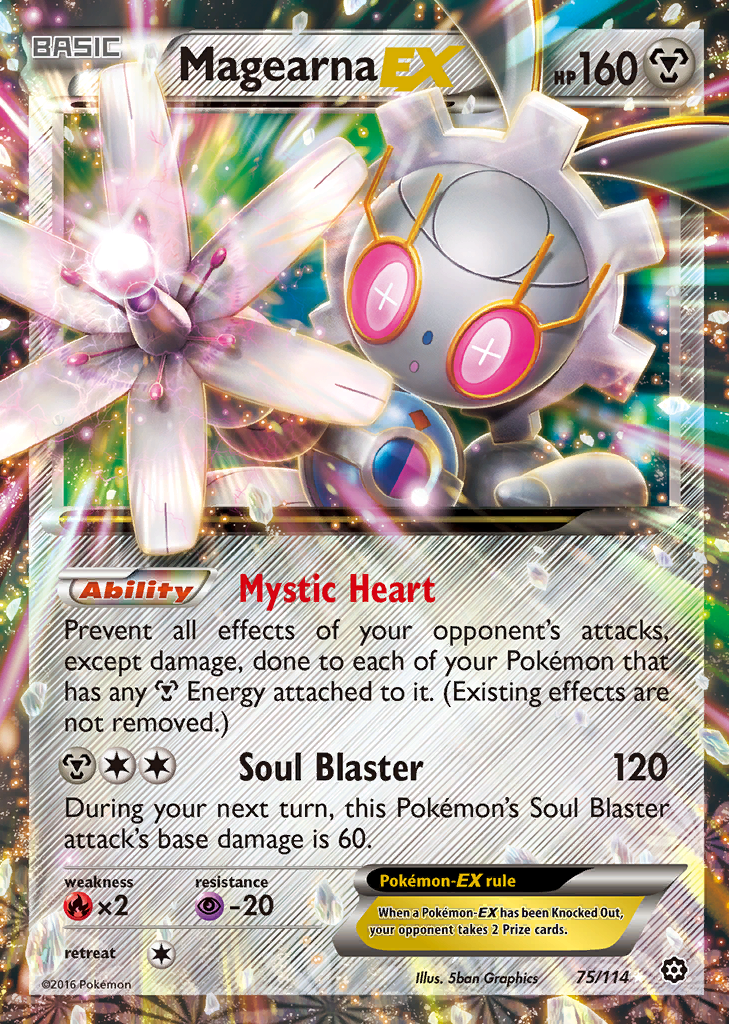 BASIC
MagearnaEX
HP160
Ability Mystic Heart
Prevent all effects of your opponent's attacks,
except damage, done to each of your Pokémon that
has any Energy attached to it. (Existing effects are
not removed.)
Soul Blaster 120
During your next turn, this Pokémon's Soul Blaster
attack's base damage is 60.
weakness resistance
×2 -20
retreat
Pokémon-EX rule
When a Pokémon-EX has been Knocked Out,
your opponent takes 2 Prize cards.
©2016 Pokémon
Illus. 5ban Graphics 75/114